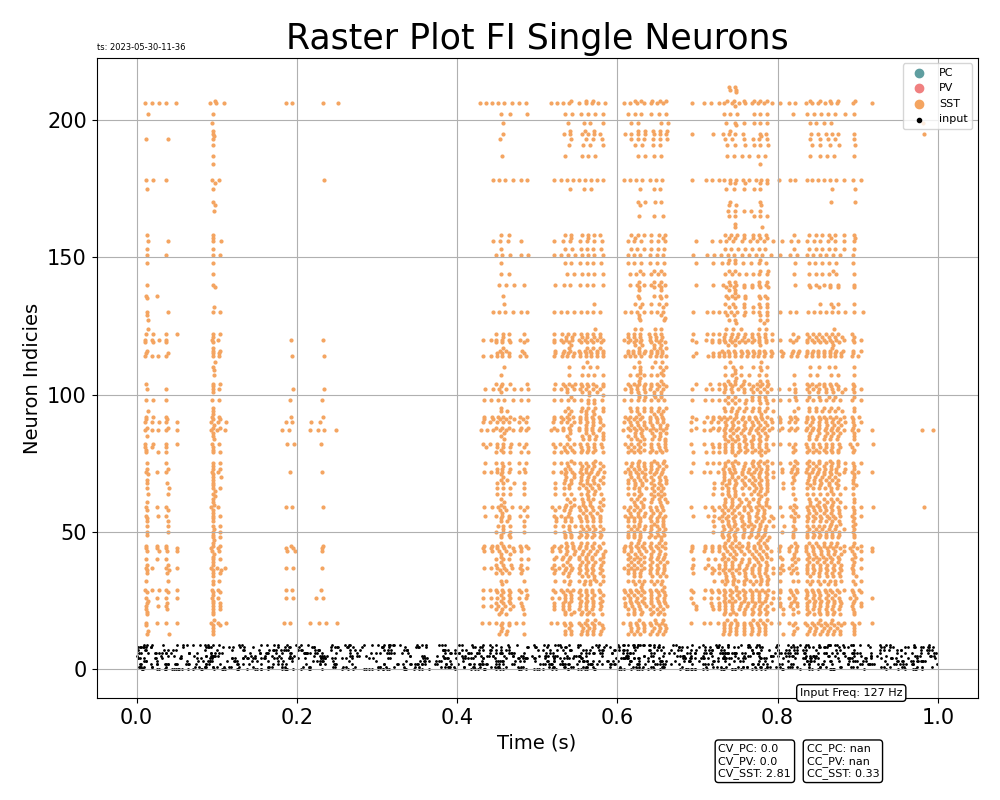 Raster Plot FI Single Neurons
ts: 2023-05-30-11-36
PC
PV
SST
input
200
150
100
50
0
Neuron Indicies
0.0 0.2 0.4 0.6 0.8 1.0
Time (s)
Input Freq: 127 Hz
CV_PC: 0.0
CV_PV: 0.0
CV_SST: 2.81
CC_PC: nan
CC_PV: nan
CC_SST: 0.33